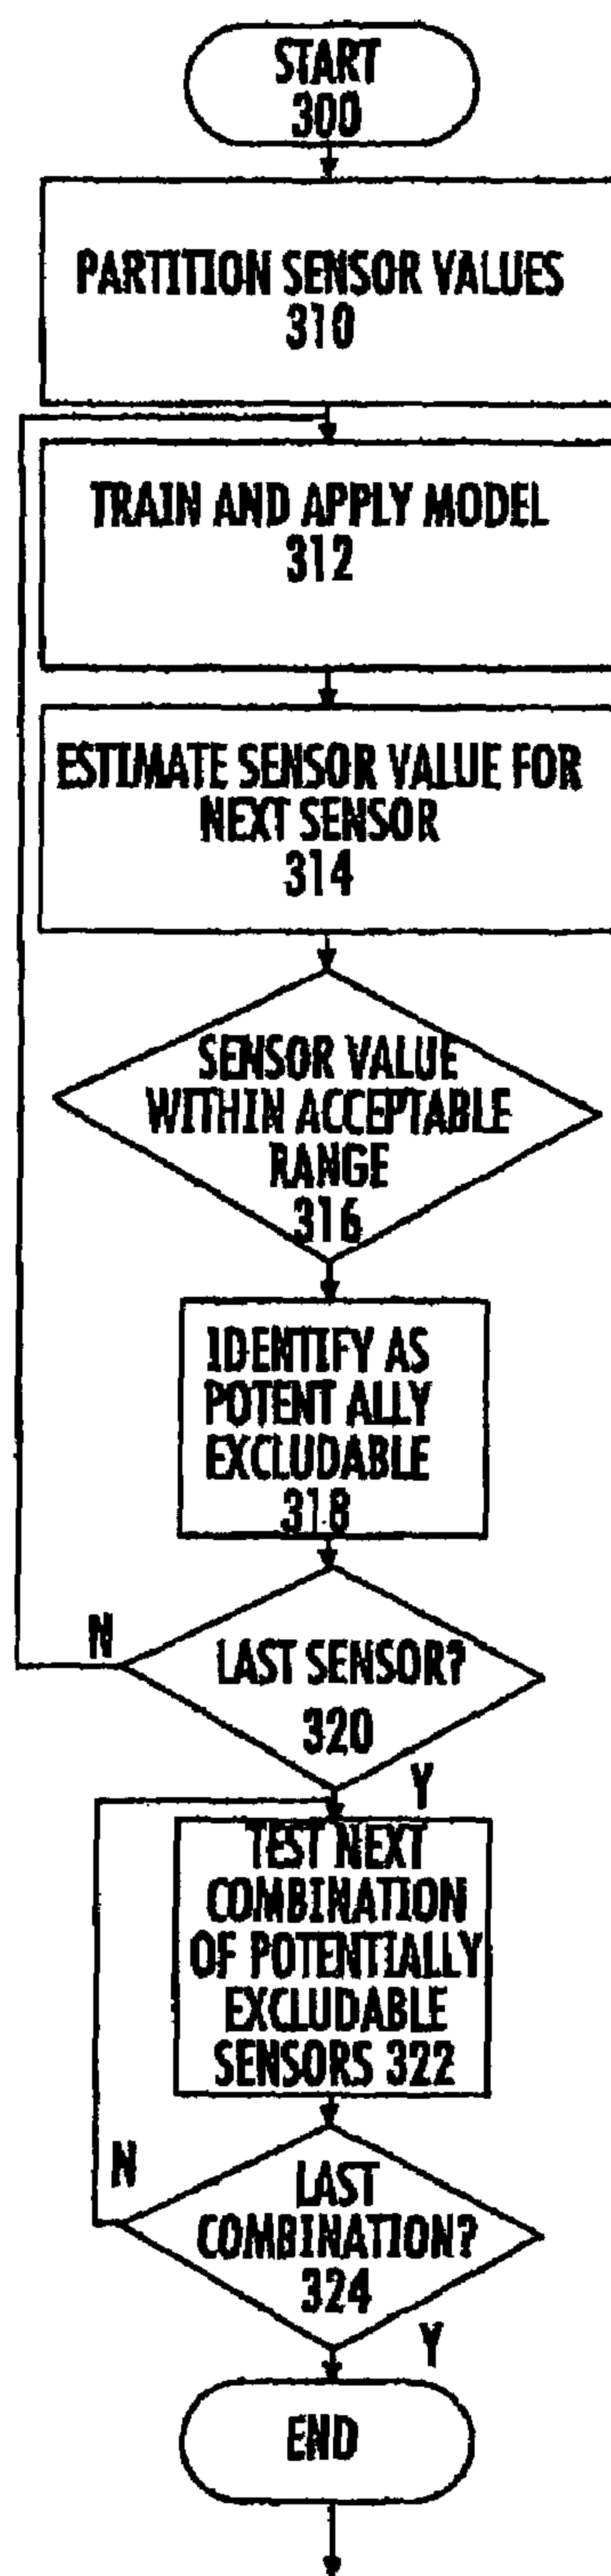 START
300
PARTITION SENSOR VALUES
310
TRAIN AND APPLY MODEL
312
ESTIMATE SENSOR VALUE FOR
NEXT SENSOR
314
SENSOR VALUE
WITHIN ACCEPTABLE
RANGE
316
IDENTIFY AS
POTENT ALLY
EXCLUDABLE
318
N
LAST SENSOR?
320
Y
TEST NEXT
COMBINATION
OF POTENTIALLY
EXCLUDABLE
SENSORS 322
N
LAST
COMBINATION?
324
Y
END